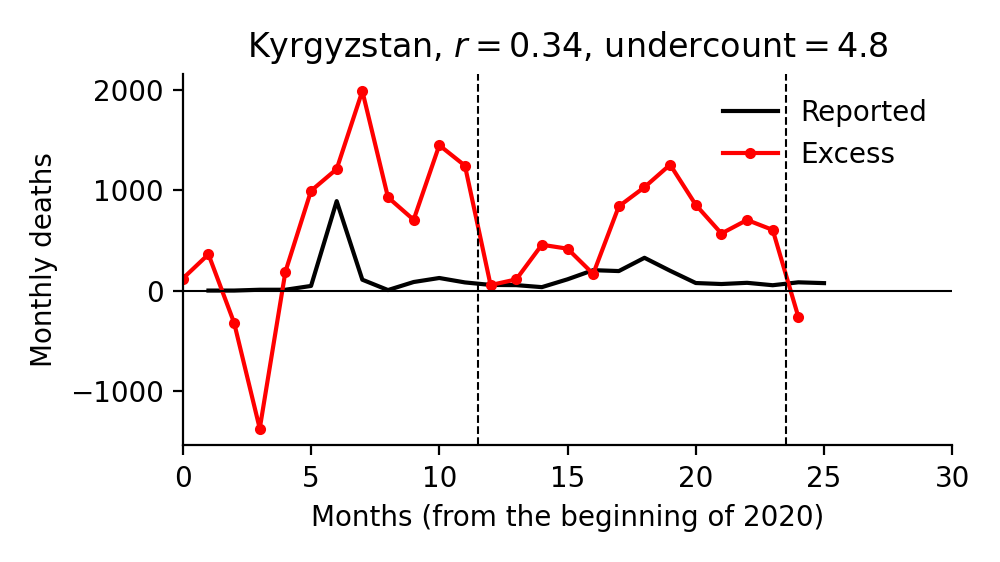 Kyrgyzstan, r = 0.34, undercount = 4.8
Monthly deaths
2000
1000
0
−1000
Reported
Excess
0 5 10 15 20 25 30
Months (from the beginning of 2020)